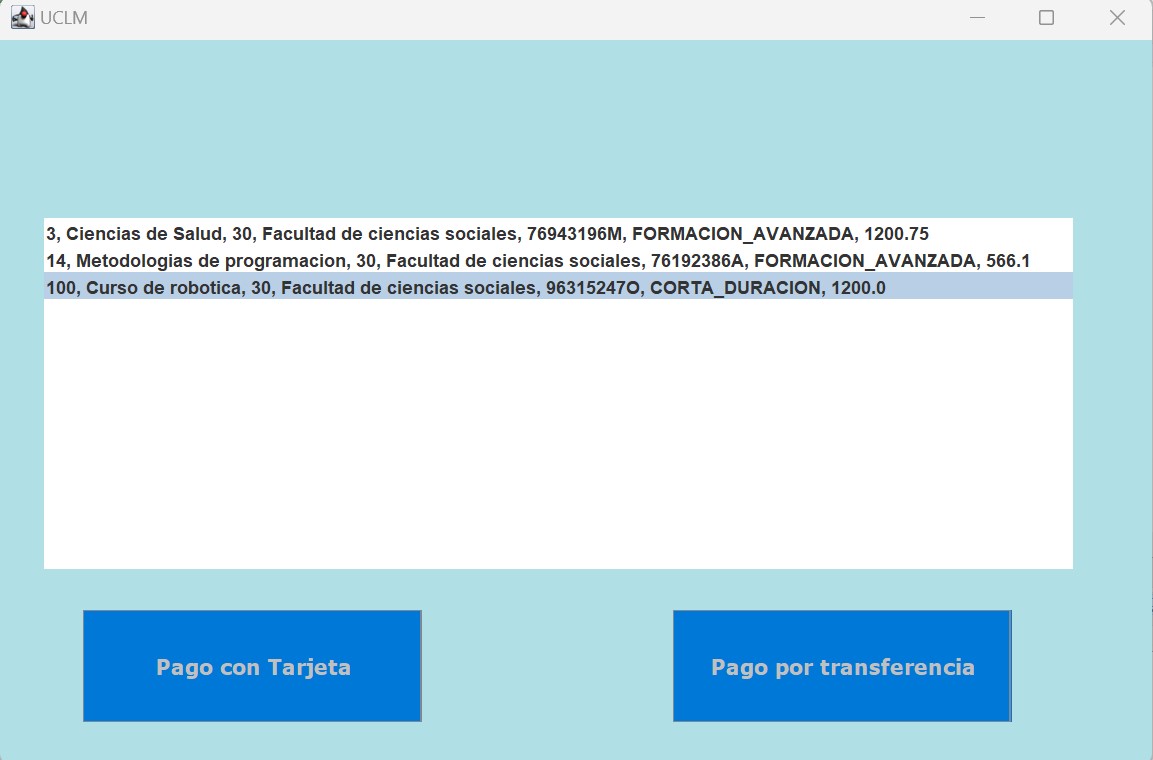 UCLM
3, Ciencias de Salud, 30, Facultad de ciencias sociales, 76943196M, FORMACION_AVANZADA, 1200.75
14, Metodologias de programacion, 30, Facultad de ciencias sociales, 76192386A, FORMACION_AVANZADA, 566.1
100, Curso de robotica, 30, Facultad de ciencias sociales, 96315247O, CORTA_DURACION, 1200.0
Pago con Tarjeta
Pago por transferencia